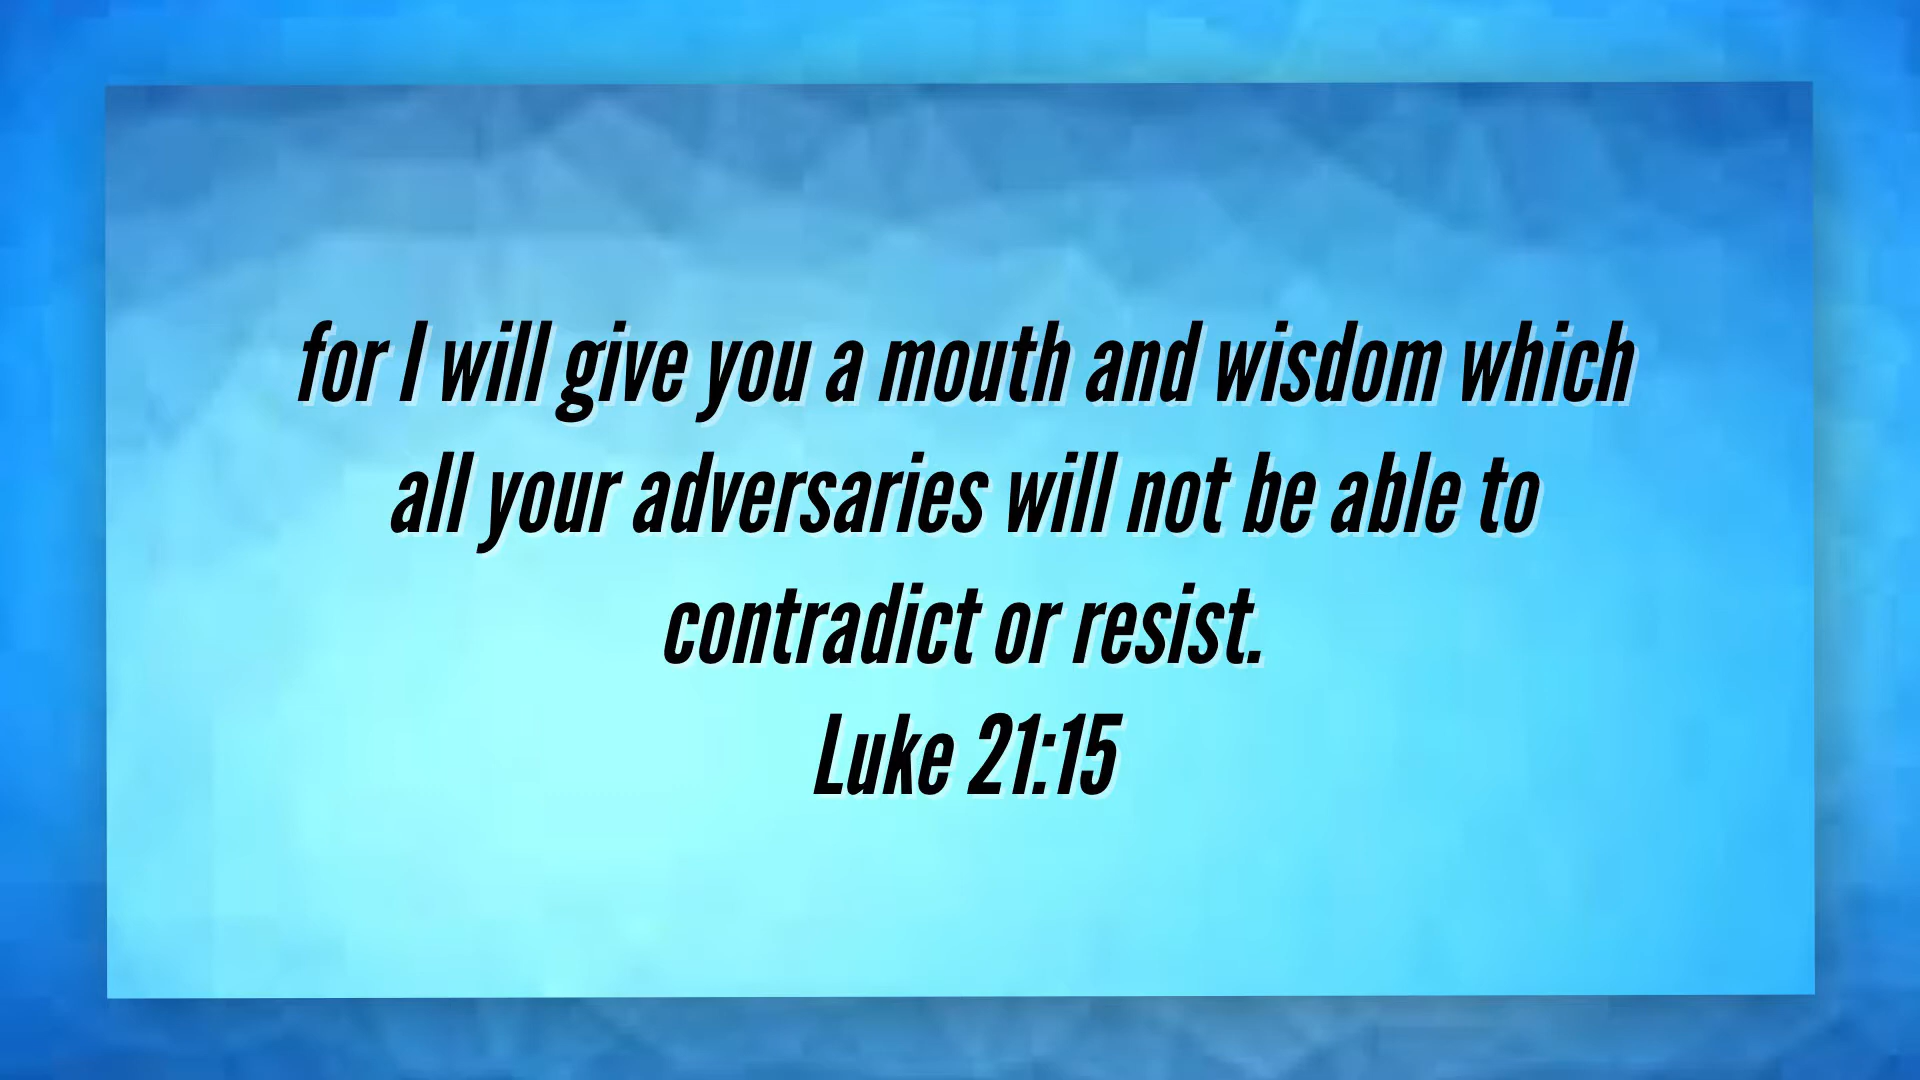 for I will give you a mouth and wisdom which
all your adversaries will not be able to
contradict or resist.
Luke 21:15